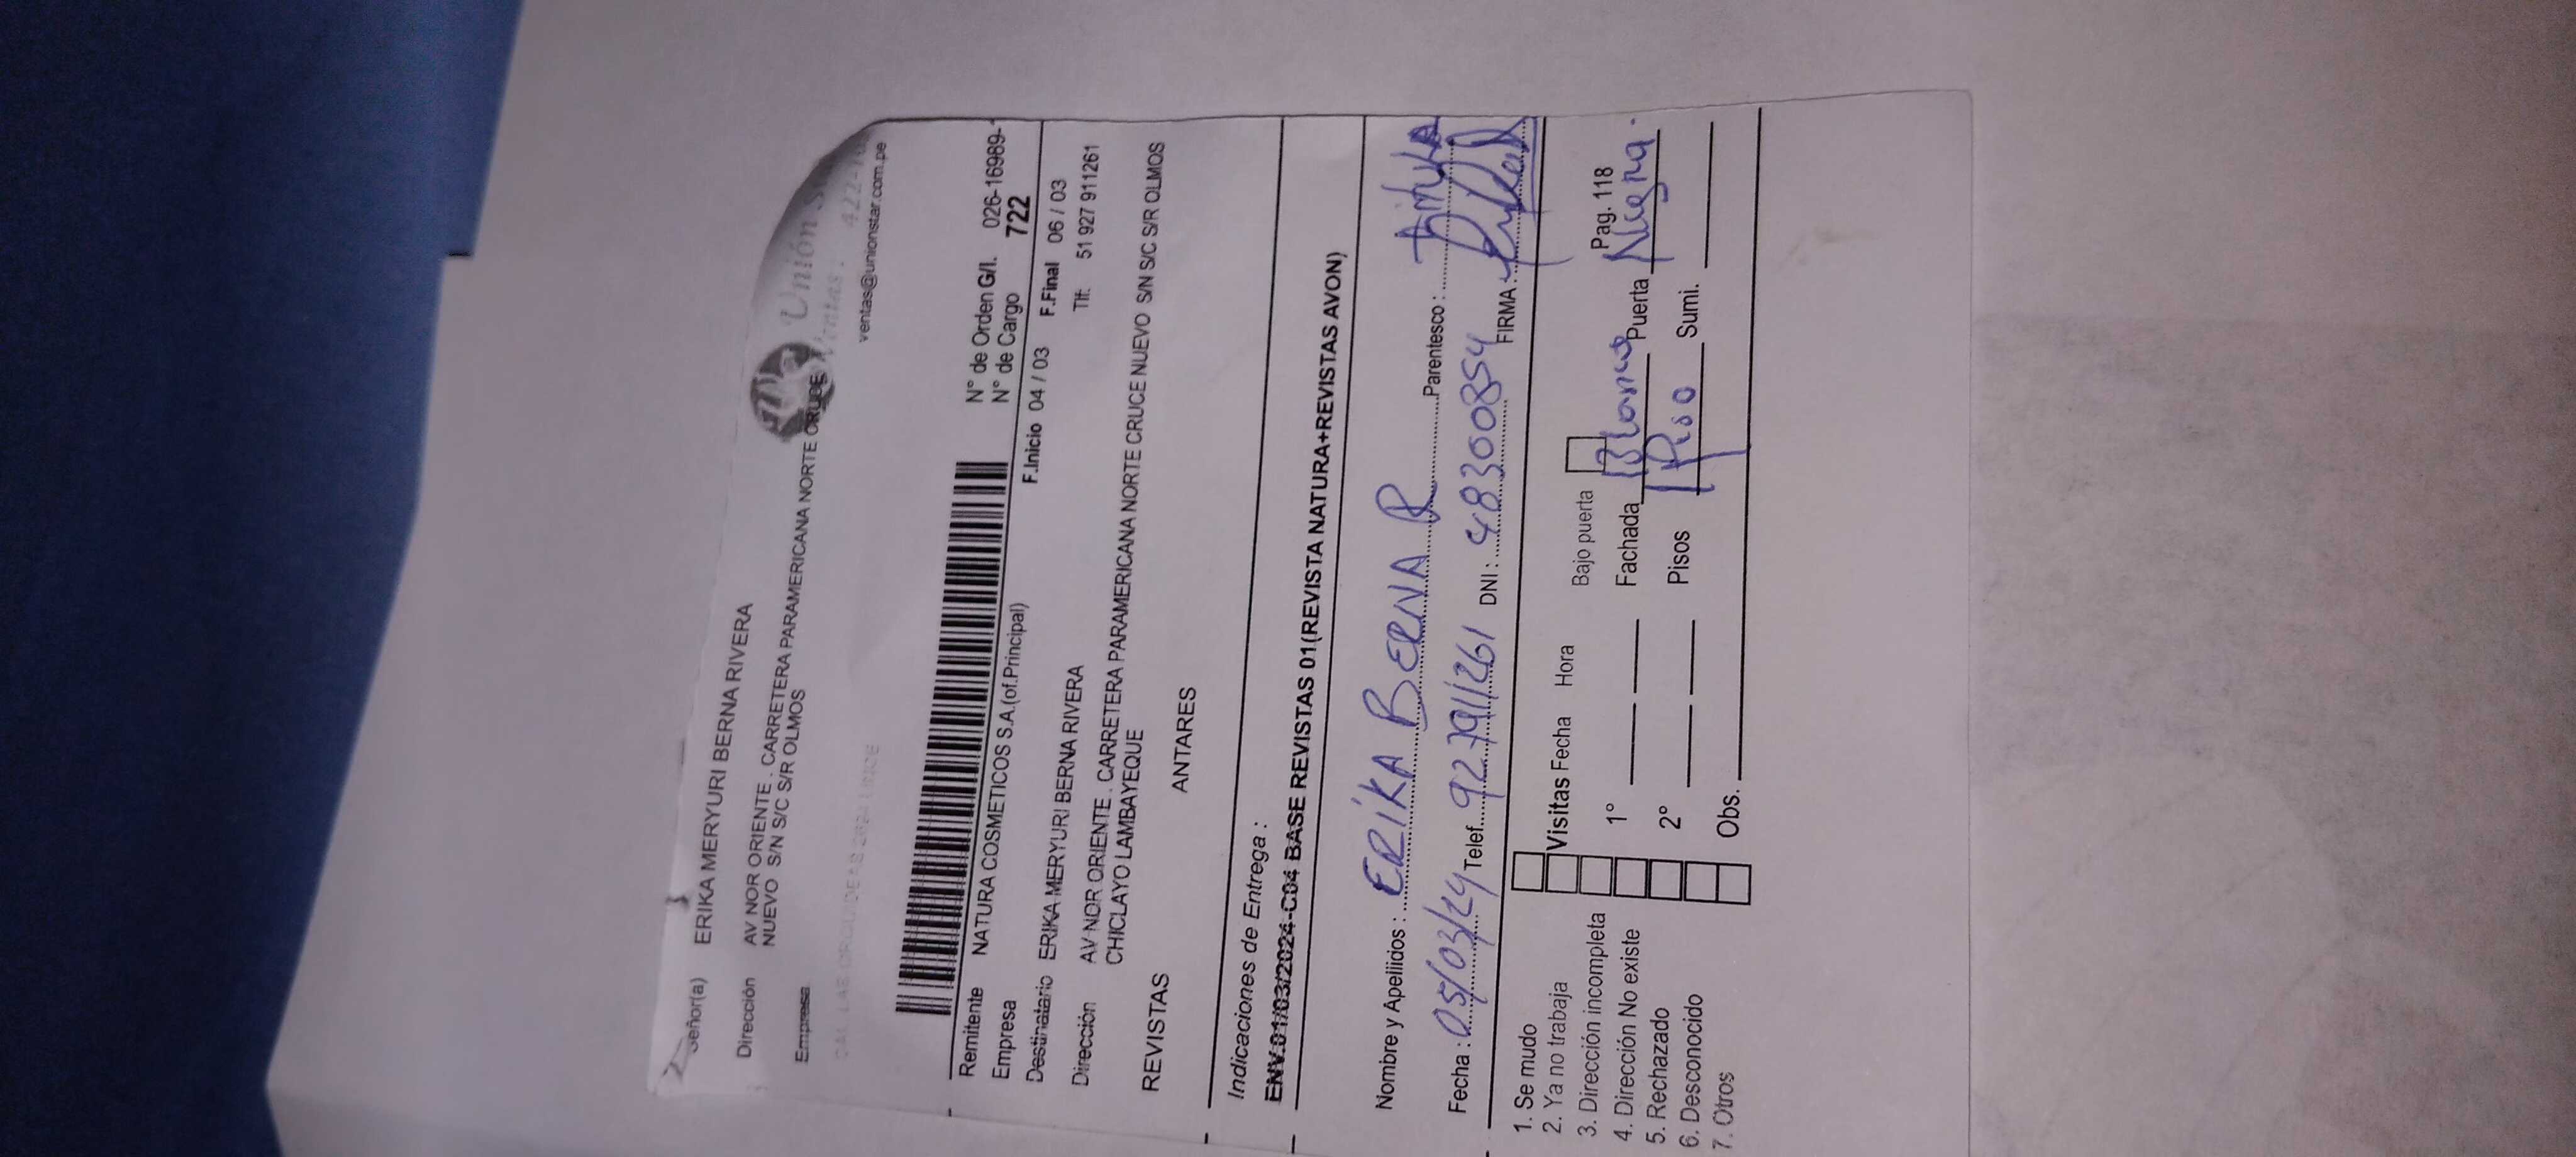 Señor(a) ERIKA MERYURI BERNA RIVERA
Dirección AV NOR ORIENTE . CARRETERA PARAMERICANA NORTE CRUCE
NUEVO S/N S/C S/R OLMOS
Empresa
Unión
Ventas: 422-
ventas@unionstar.com.pe
Remitente NATURA COSMETICOS S.A.(of.Principal)
Empresa
N° de Orden G/I. 026-16989-
N° de Cargo 722
F.Inicio 04 / 03 F.Final 06 / 03
Destinatario ERIKA MERYURI BERNA RIVERA Tlf: 51 927 911261
Dirección AV NOR ORIENTE . CARRETERA PARAMERICANA NORTE CRUCE NUEVO S/N S/C S/R OLMOS
CHICLAYO LAMBAYEQUE
REVISTAS ANTARES
Indicaciones de Entrega :
ENV.01/03/2024-C04 BASE REVISTAS 01(REVISTA NATURA+REVISTAS AVON)
Nombre y Apellidos : ERIKA BERNA R Parentesco :
Fecha : 05/03/24 Telef. 927911261 DNI : 48300854 FIRMA :
1. Se mudo
2. Ya no trabaja
3. Dirección incompleta
4. Dirección No existe
5. Rechazado
6. Desconocido
7. Otros
Visitas Fecha Hora Bajo puerta Pag. 118
1° Fachada Blanco Puerta Negra
2° Pisos 1 Piso Sumi.
Obs.